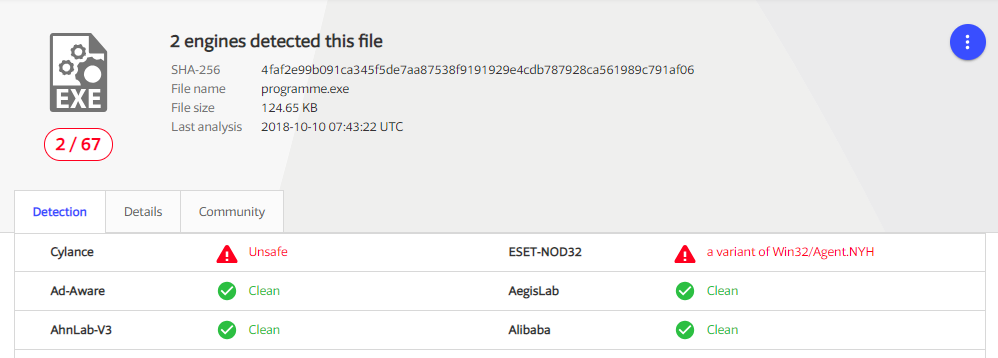 2 engines detected this file
SHA-256 4faf2e99b091ca345f5de7aa87538f9191929e4cdb787928ca561989c791af06
File name programme.exe
File size 124.65 KB
Last analysis 2018-10-10 07:43:22 UTC
EXE
2 / 67
Detection Details Community
Cylance Unsafe ESET-NOD32 a variant of Win32/Agent.NYH
Ad-Aware Clean AegisLab Clean
AhnLab-V3 Clean Alibaba Clean